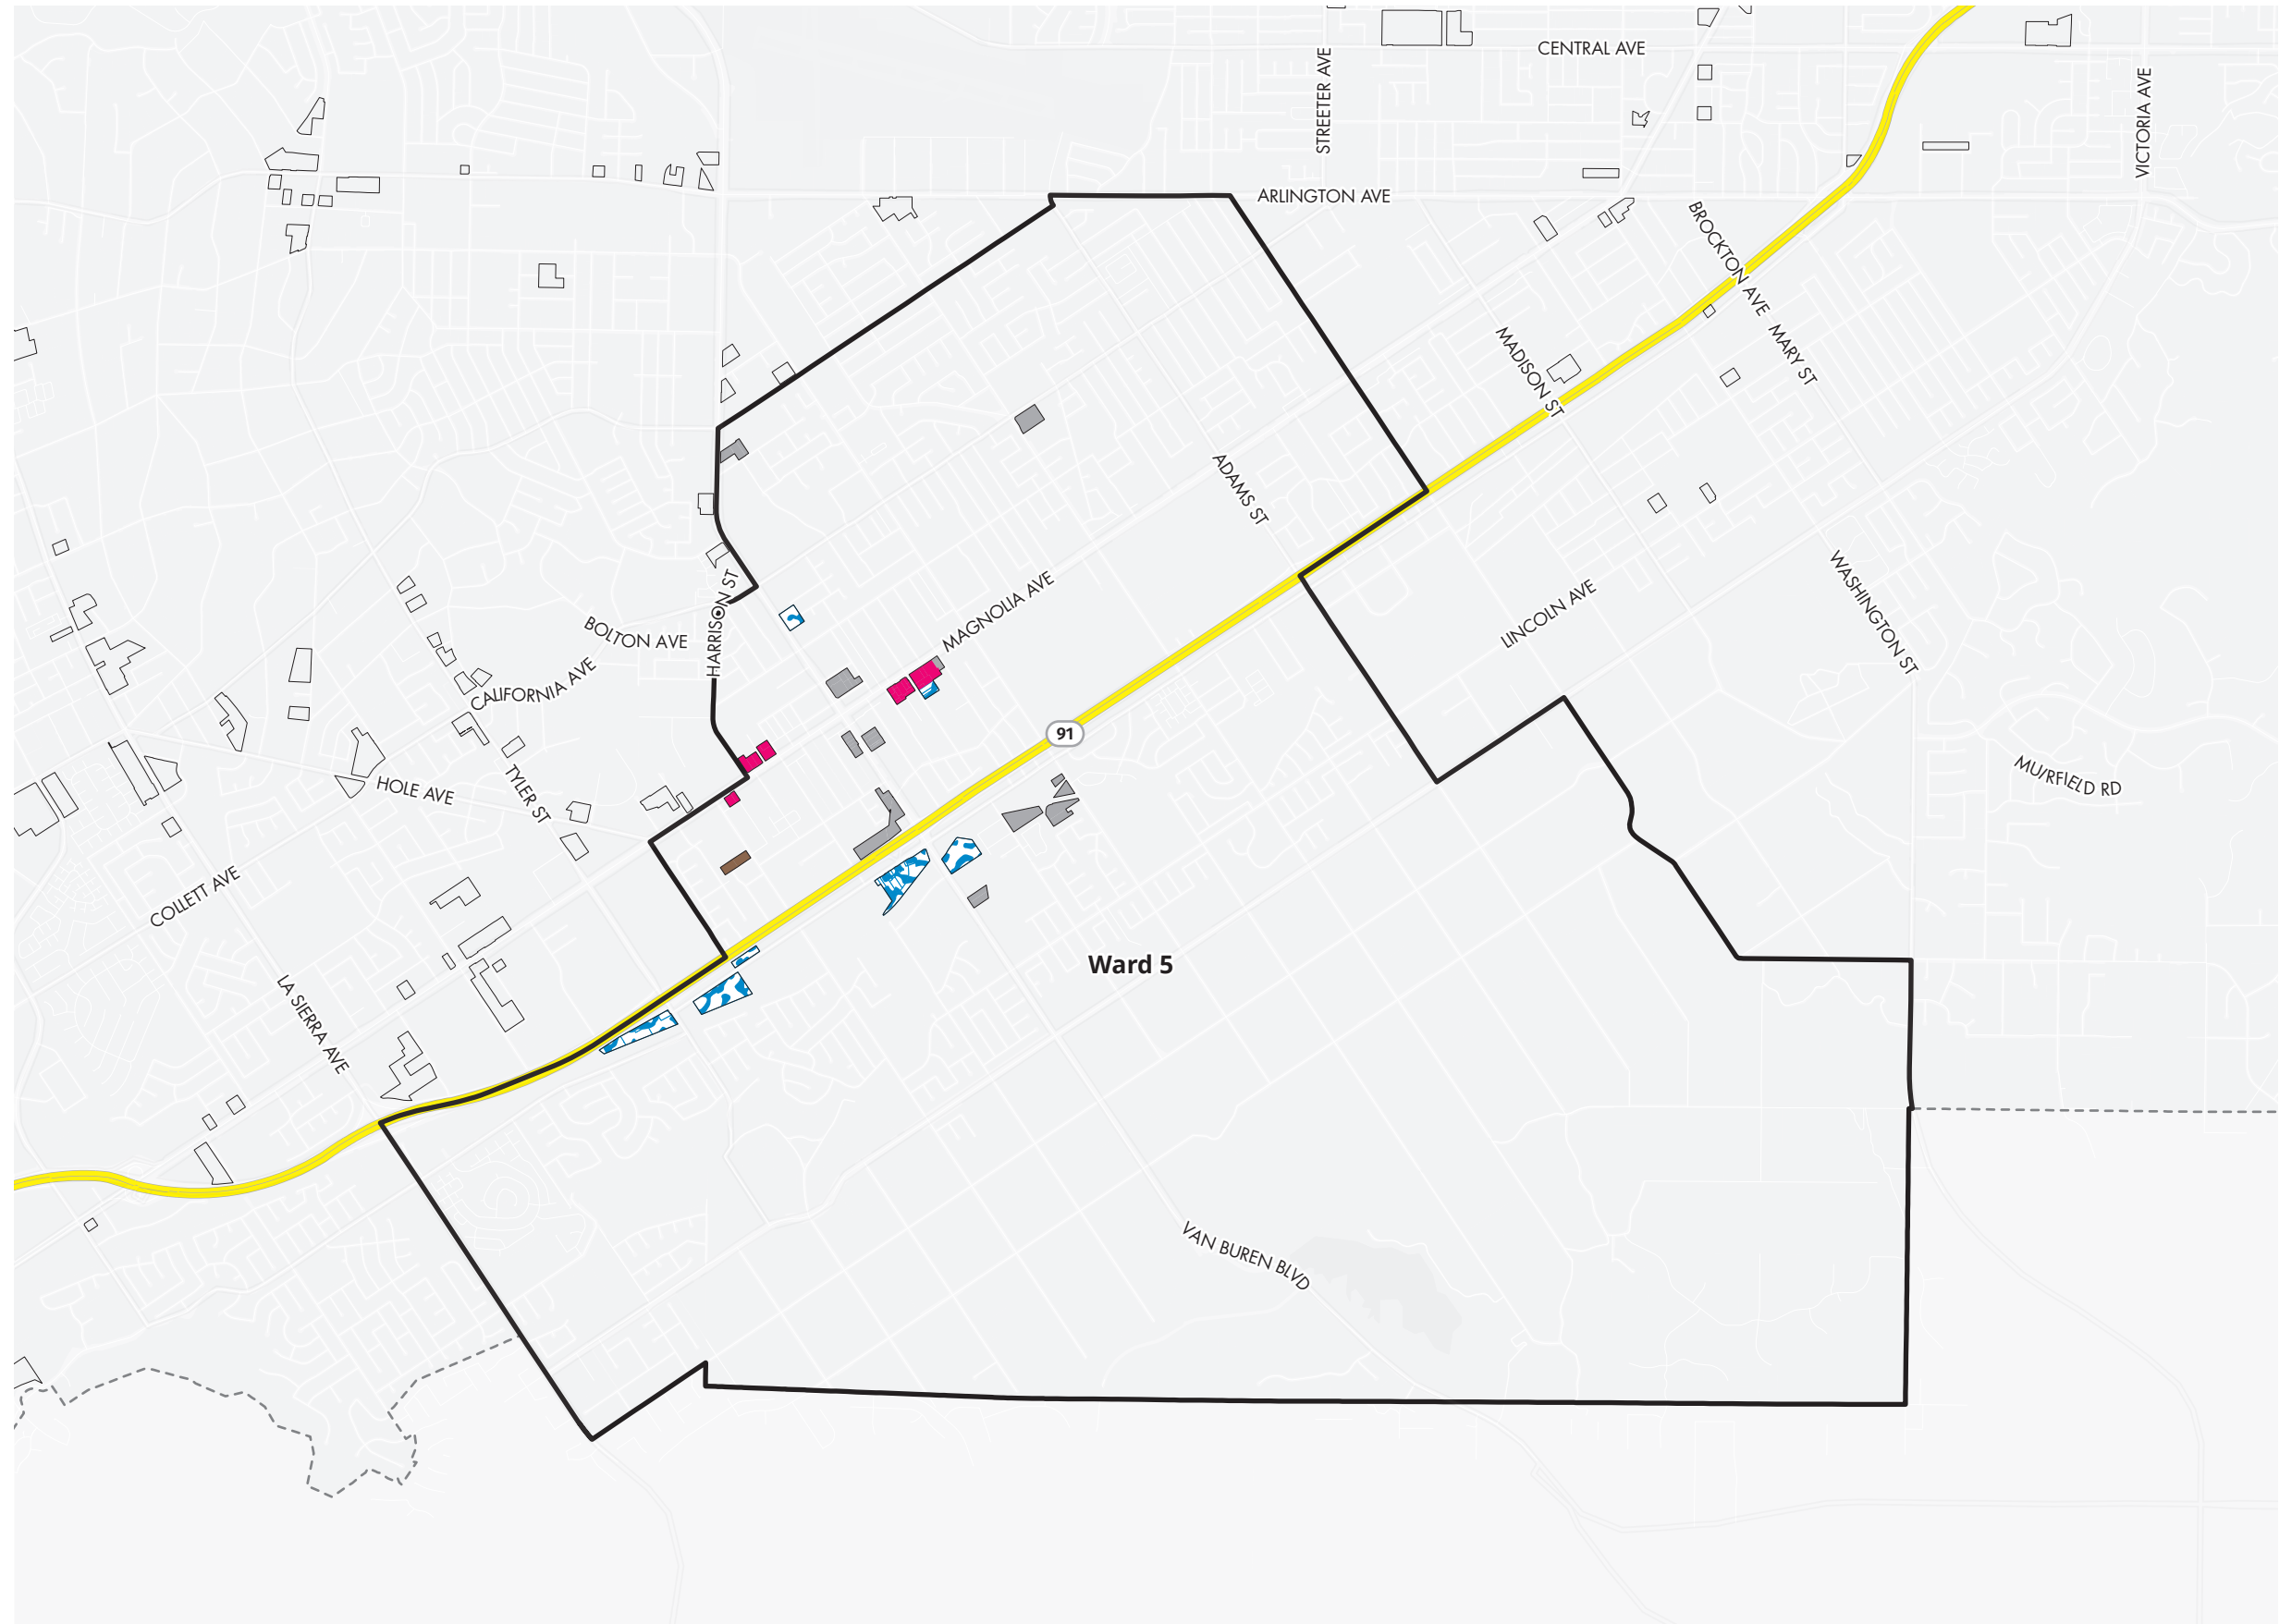 CENTRAL AVE
STREETER AVE
VICTORIA AVE
ARLINGTON AVE
BROCKTON AVE
MARY ST
MADISON ST
ADAMS ST
WASHINGTON ST
LINCOLN AVE
MAGNOLIA AVE
HARRISON ST
BOLTON AVE
CALIFORNIA AVE
91
MUIRFIELD RD
HOLE AVE
TYLER ST
COLLETT AVE
LA SIERRA AVE
Ward 5
VAN BUREN BLVD